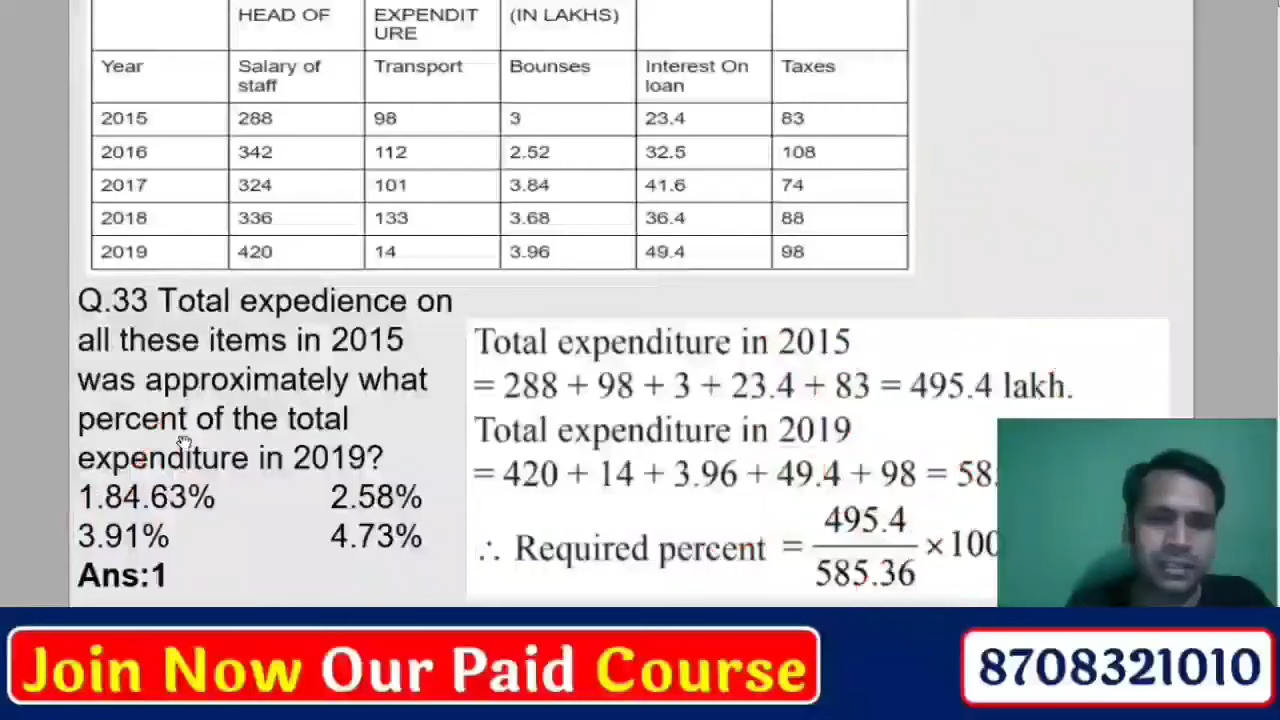 HEAD OF EXPENDIT (IN LAKHS)
URE
Year Salary of Transport Bounses Interest On Taxes
staff loan
2015 288 98 3 23.4 83
2016 342 112 2.52 32.5 108
2017 324 101 3.84 41.6 74
2018 336 133 3.68 36.4 88
2019 420 14 3.96 49.4 98
Q.33 Total expedience on
all these items in 2015
was approximately what
percent of the total
expenditure in 2019?
1.84.63% 2.58%
3.91% 4.73%
Ans:1
Total expenditure in 2015
= 288 + 98 + 3 + 23.4 + 83 = 495.4 lakh.
Total expenditure in 2019
= 420 + 14 + 3.96 + 49.4 + 98 =
495.4
∴ Required percent = ×100
585.36
Join Now Our Paid Course
8708321010